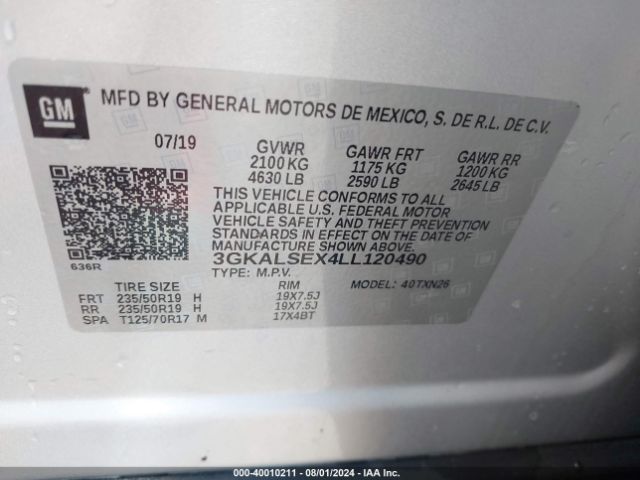 GM
MFD BY GENERAL MOTORS DE MEXICO, S. DE R.L. DE C.V.
07/19 GVWR GAWR FRT GAWR RR
2100 KG 1175 KG 1200 KG
4630 LB 2590 LB 2645 LB
THIS VEHICLE CONFORMS TO ALL
APPLICABLE U.S. FEDERAL MOTOR
VEHICLE SAFETY AND THEFT PREVENTION
STANDARDS IN EFFECT ON THE DATE OF
MANUFACTURE SHOWN ABOVE.
3GKALSEX4LL120490
636R TYPE: M.P.V. MODEL: 40TXN26
TIRE SIZE RIM
FRT 235/50R19 H 19X7.5J
RR 235/50R19 H 19X7.5J
SPA T125/70R17 M 17X4BT
STK-40010211 - 08/01/2024 - IAA Inc.